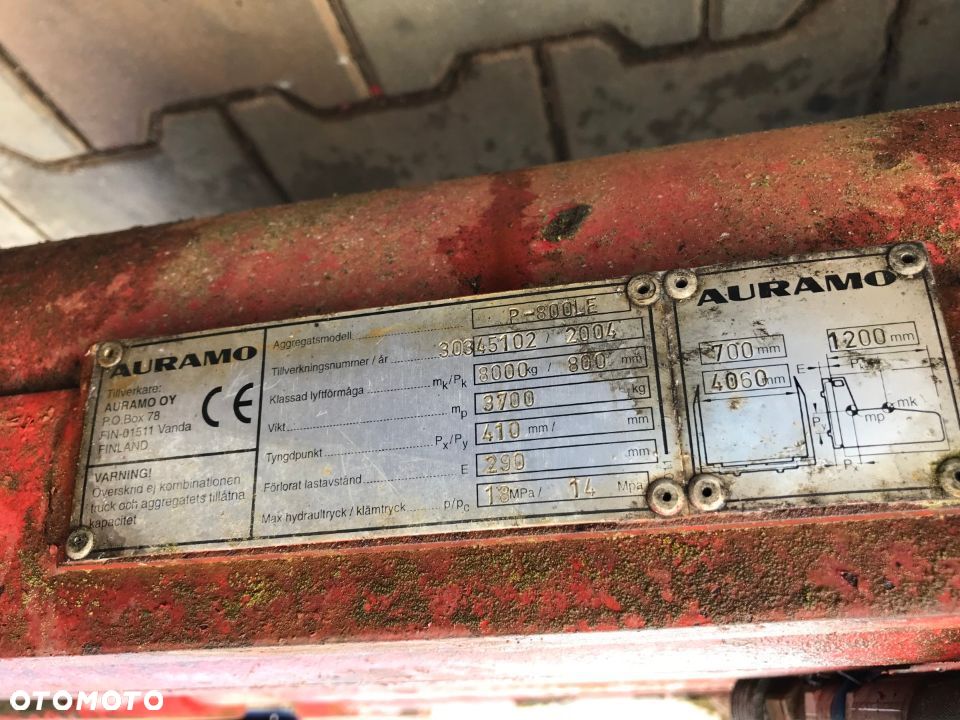 AURAMO
Tillverkare:
AURAMO OY
P.O.Box 78
FIN-01511 Vanda
FINLAND
CE
VARNING!
Överskrid ej kombinationen
truck och aggregatets tillåtna
kapacitet
Aggregatsmodell P-800LE
Tillverkningsnummer / år 30345102 / 2004
Klassad lyftförmåga mk/Pk 8000 kg / 800 mm
Vikt mp 3700 kg
Tyngdpunkt Px/Py 410 mm / mm
Förlorat lastavstånd E 290 mm
Max hydraultryck / klämtryck p/pc 18 MPa / 14 Mpa
AURAMO
700 mm
4060 mm
1200 mm
E
mk
mp
Px
OTOMOTO